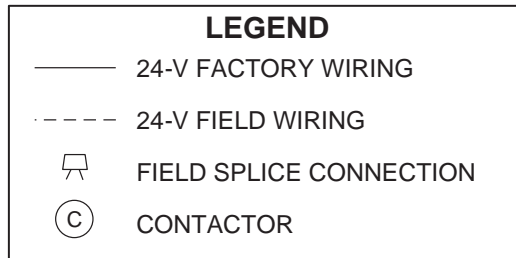 LEGEND
24-V FACTORY WIRING
24-V FIELD WIRING
FIELD SPLICE CONNECTION
C CONTACTOR